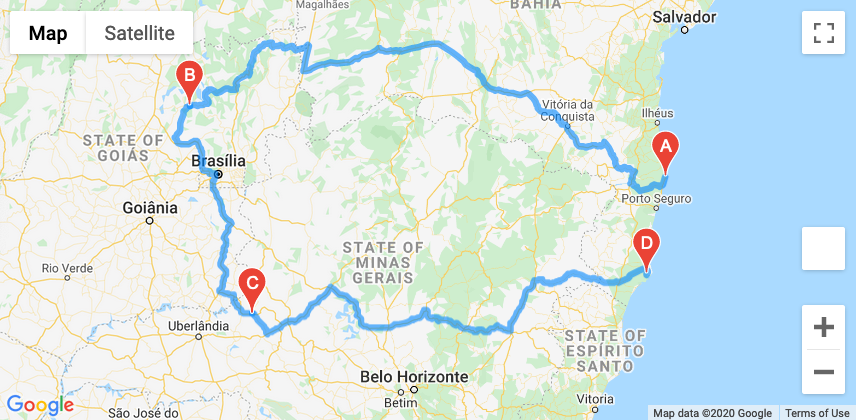 Magalhães
BAHIA
Salvador
Map
Satellite
B
Vitória da
Conquista
Ilhéus
STATE OF
GOIÁS
A
Brasília
Porto Seguro
Goiânia
D
STATE OF
MINAS
GERAIS
Rio Verde
C
Uberlândia
STATE OF
ESPÍRITO
SANTO
Belo Horizonte
Betim
Vitoria
Google
São José do
Map data ©2020 Google
Terms of Use